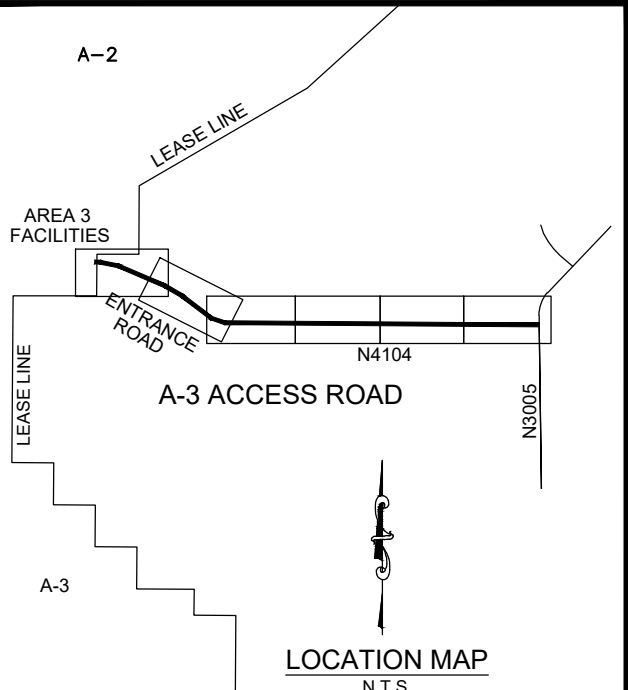 A-2
LEASE LINE
AREA 3
FACILITIES
ENTRANCE
ROAD
N4104
LEASE LINE
A-3 ACCESS ROAD
N3005
A-3
LOCATION MAP
N.T.S.